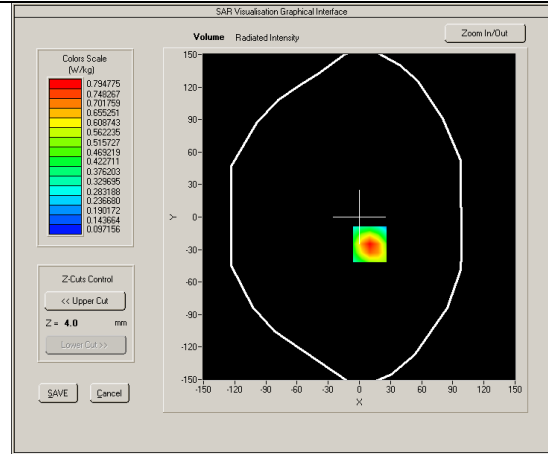 SAR Visualisation Graphical Interface
Volume Radiated Intensity
Zoom In/Out
Colors Scale
(W/kg)
0.794775
0.748267
0.701759
0.655251
0.608743
0.562235
0.515727
0.469219
0.422711
0.376203
0.329695
0.283188
0.236680
0.190172
0.143664
0.097156
Z-Cuts Control
<< Upper Cut
Z = 4.0 mm
Lower Cut >>
SAVE Cancel
150
120
90
60
30
0
-30
-60
-90
-120
-150
Y
-150 -120 -90 -60 -30 0 30 60 90 120 150
X